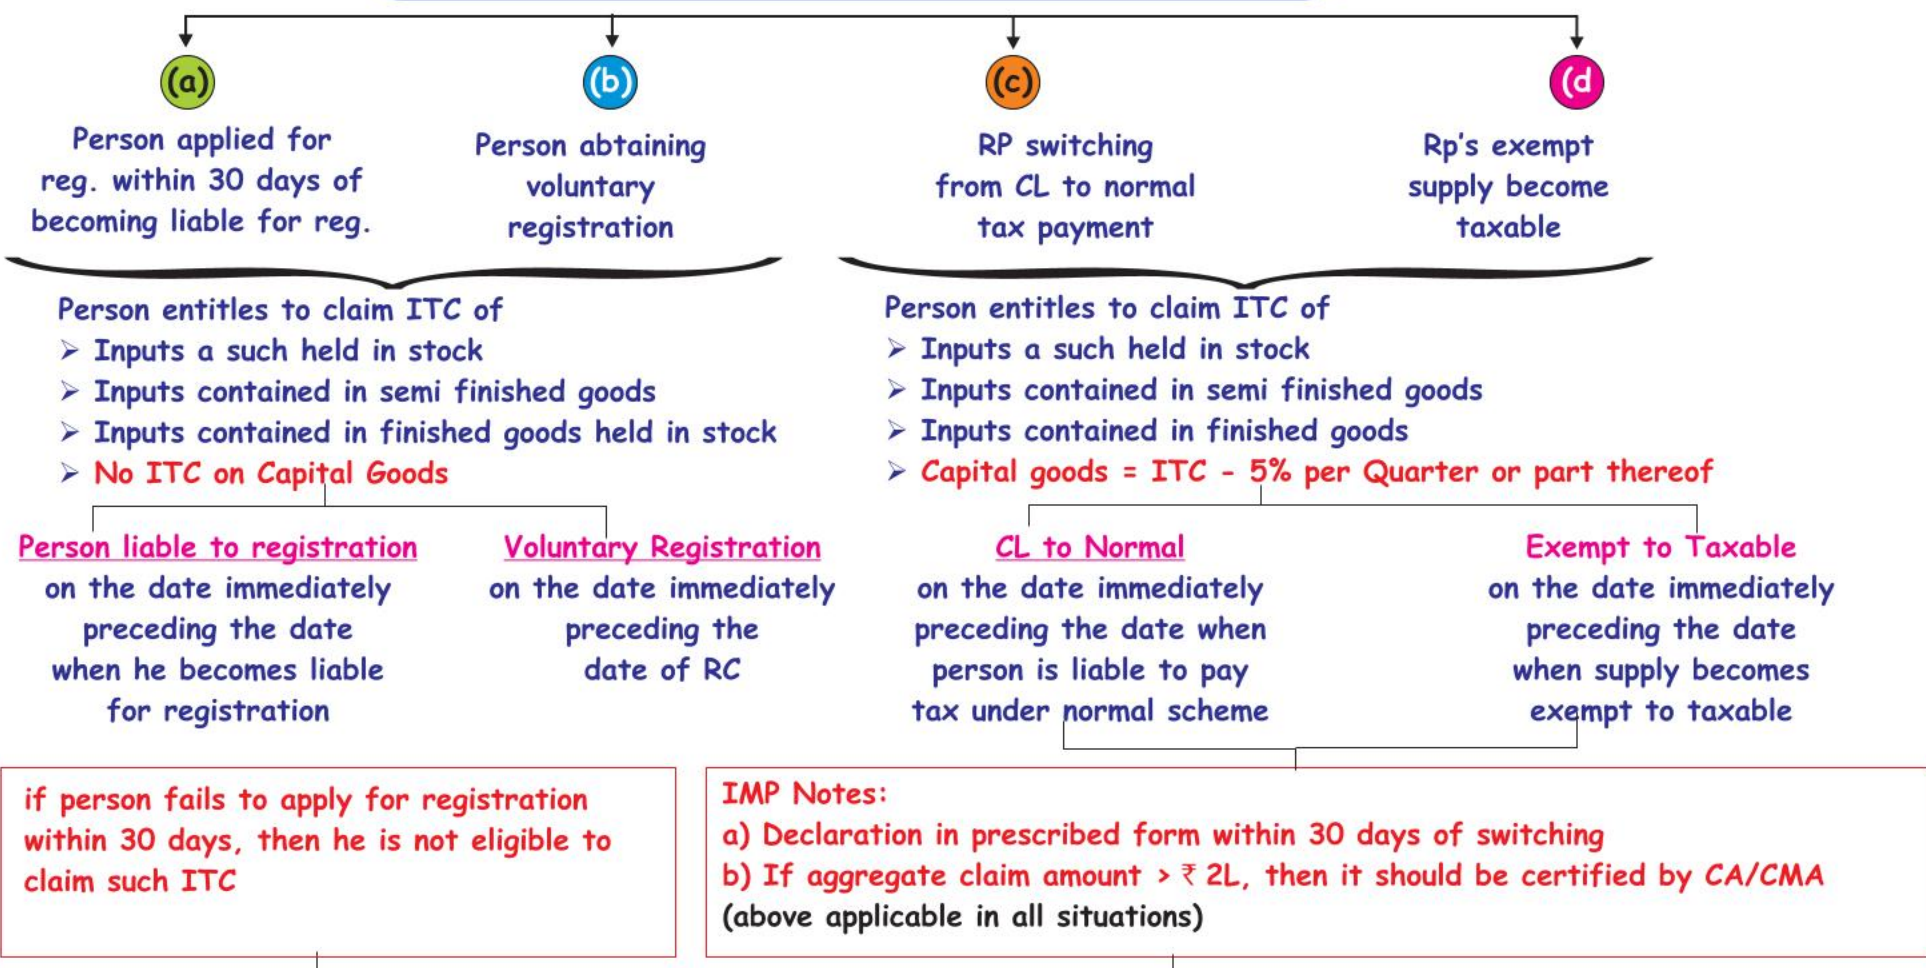 (a)
Person applied for
reg. within 30 days of
becoming liable for reg.
(b)
Person abtaining
voluntary
registration
(c)
RP switching
from CL to normal
tax payment
(d
Rp's exempt
supply become
taxable
Person entitles to claim ITC of
➢ Inputs a such held in stock
➢ Inputs contained in semi finished goods
➢ Inputs contained in finished goods held in stock
➢ No ITC on Capital Goods
Person entitles to claim ITC of
➢ Inputs a such held in stock
➢ Inputs contained in semi finished goods
➢ Inputs contained in finished goods
➢ Capital goods = ITC - 5% per Quarter or part thereof
Person liable to registration
on the date immediately
preceding the date
when he becomes liable
for registration
Voluntary Registration
on the date immediately
preceding the
date of RC
CL to Normal
on the date immediately
preceding the date when
person is liable to pay
tax under normal scheme
Exempt to Taxable
on the date immediately
preceding the date
when supply becomes
exempt to taxable
if person fails to apply for registration
within 30 days, then he is not eligible to
claim such ITC
IMP Notes:
a) Declaration in prescribed form within 30 days of switching
b) If aggregate claim amount > ₹ 2L, then it should be certified by CA/CMA
(above applicable in all situations)